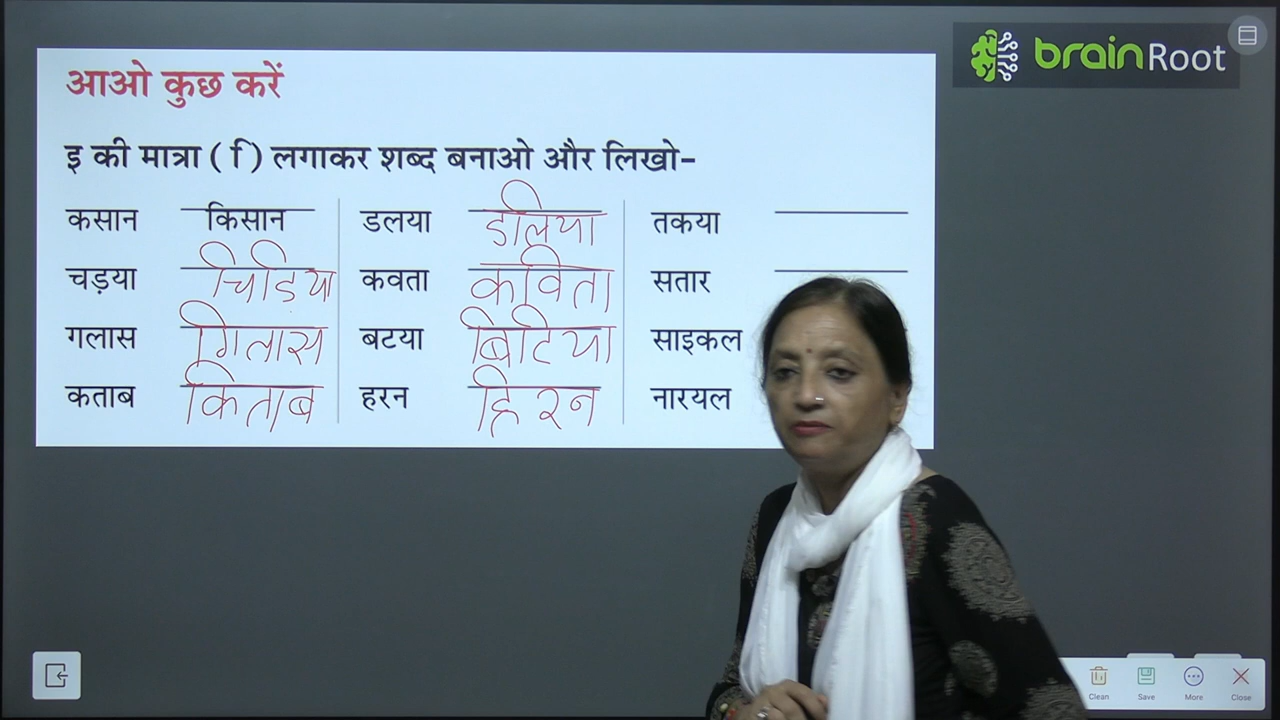 brainRoot
आओ कुछ करें
इ की मात्रा ( ि ) लगाकर शब्द बनाओ और लिखो-
कसान किसान डलया डलिया तकया
चड़या चिड़िया कवता कविता सतार
गलास गिलास बटया बिटिया साइकल
कताब किताब हरन हिरन नारयल
Clean Save More Close